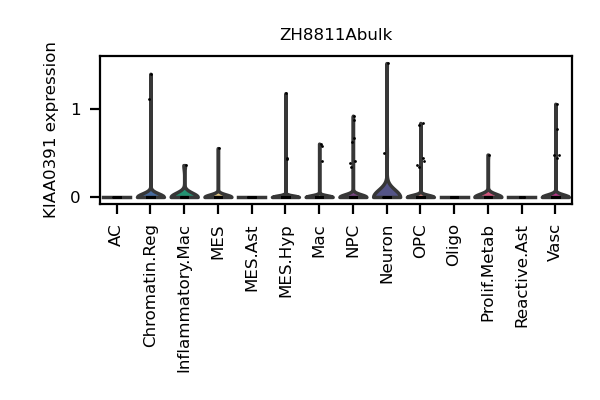 ZH8811Abulk
KIAA0391 expression
1
0
AC
Chromatin.Reg
Inflammatory.Mac
MES
MES.Ast
MES.Hyp
Mac
NPC
Neuron
OPC
Oligo
Prolif.Metab
Reactive.Ast
Vasc